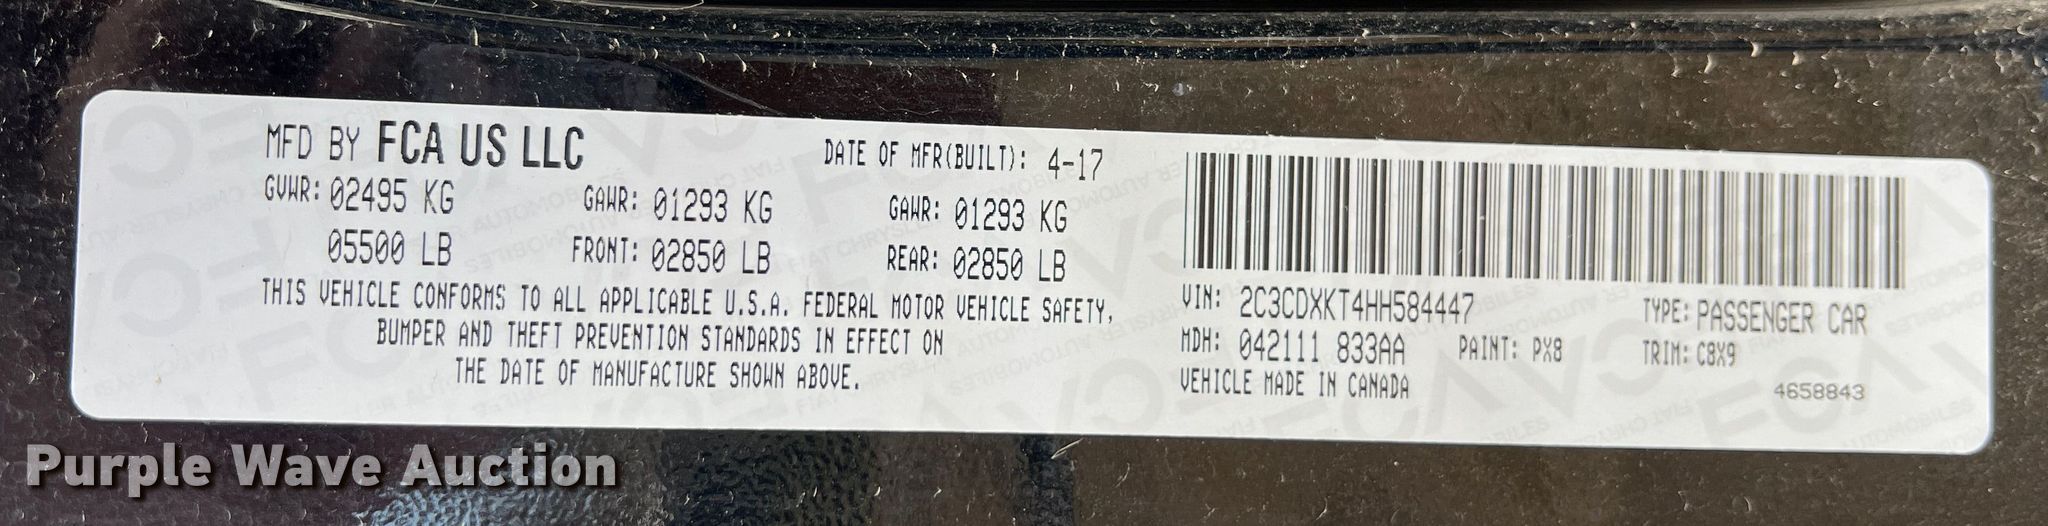 MFD BY FCA US LLC
DATE OF MFR(BUILT): 4-17
GVWR: 02495 KG GAWR: 01293 KG GAWR: 01293 KG
05500 LB FRONT: 02850 LB REAR: 02850 LB
THIS VEHICLE CONFORMS TO ALL APPLICABLE U.S.A. FEDERAL MOTOR VEHICLE SAFETY,
BUMPER AND THEFT PREVENTION STANDARDS IN EFFECT ON
THE DATE OF MANUFACTURE SHOWN ABOVE.
VIN: 2C3CDXKT4HH584447 TYPE: PASSENGER CAR
MDH: 042111 833AA PAINT: PX8 TRIM: C8X9
VEHICLE MADE IN CANADA 4658843
Purple Wave Auction